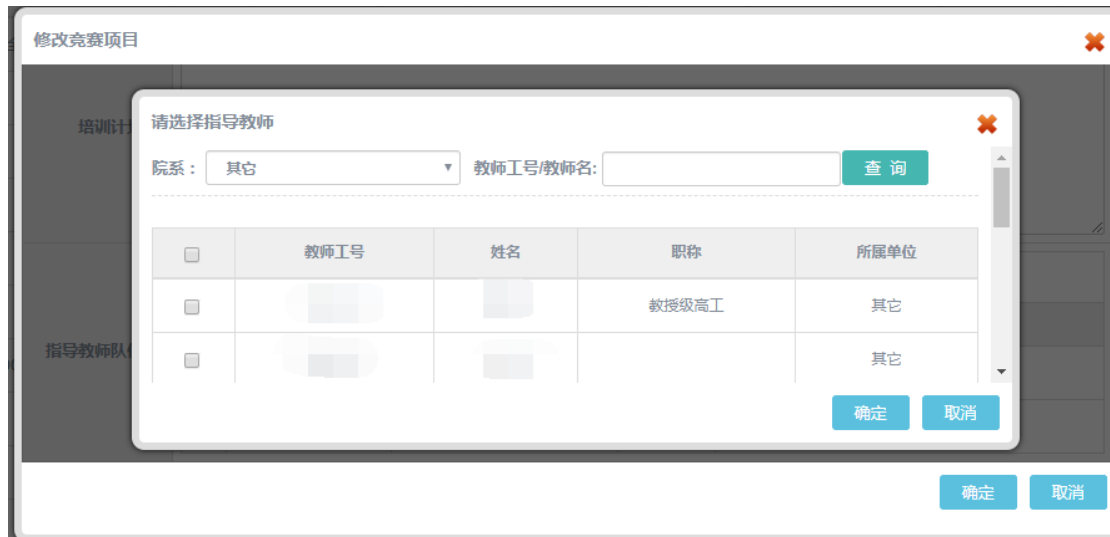 修改竞赛项目
培训计
请选择指导教师
院系： 其它 教师工号/教师名: 查 询
教师工号 姓名 职称 所属单位
教授级高工 其它
指导教师队
其它
确定 取消
确定 取消